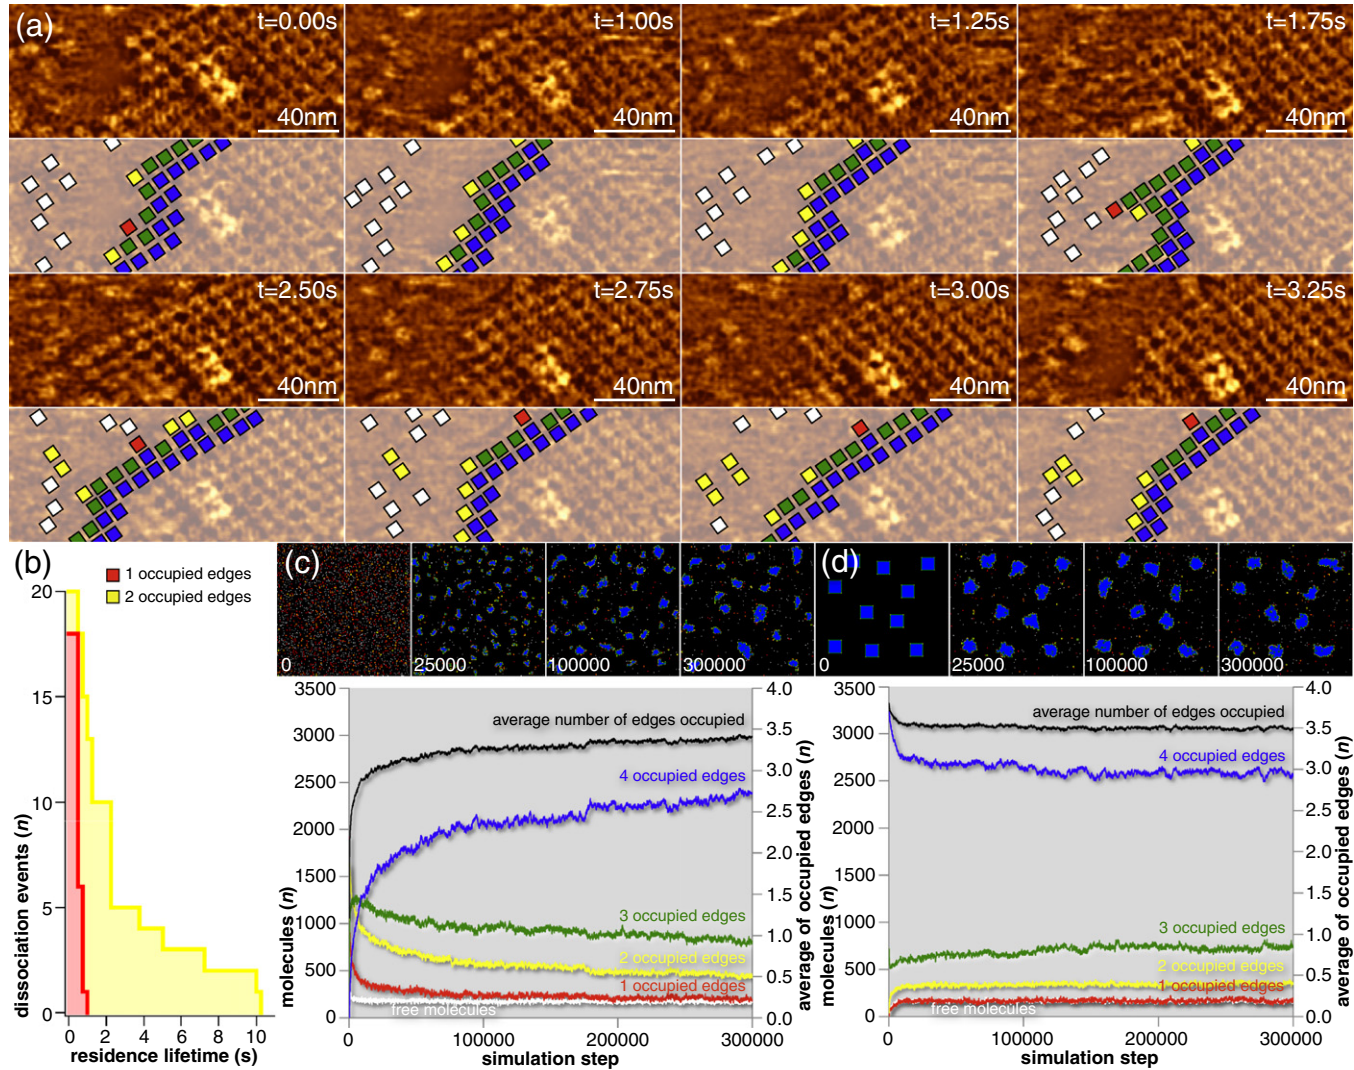 (a)
t=0.00s
t=1.00s
t=1.25s
t=1.75s
40nm
40nm
40nm
40nm
t=2.50s
t=2.75s
t=3.00s
t=3.25s
40nm
40nm
40nm
40nm
(b)
1 occupied edges
2 occupied edges
20
15
10
5
0
dissociation events (n)
0 2 4 6 8 10
residence lifetime (s)
(c)
0
25000
100000
300000
3500
3000
2500
2000
1500
1000
500
0
molecules (n)
average number of edges occupied
4 occupied edges
3 occupied edges
2 occupied edges
1 occupied edges
free molecules
4.0
3.5
3.0
2.5
2.0
1.5
1.0
0.5
0.0
average of occupied edges (n)
0 100000 200000 300000
simulation step
(d)
0
25000
100000
300000
3500
3000
2500
2000
1500
1000
500
0
molecules (n)
average number of edges occupied
4 occupied edges
3 occupied edges
2 occupied edges
1 occupied edges
free molecules
4.0
3.5
3.0
2.5
2.0
1.5
1.0
0.5
0.0
average of occupied edges (n)
0 100000 200000 300000
simulation step